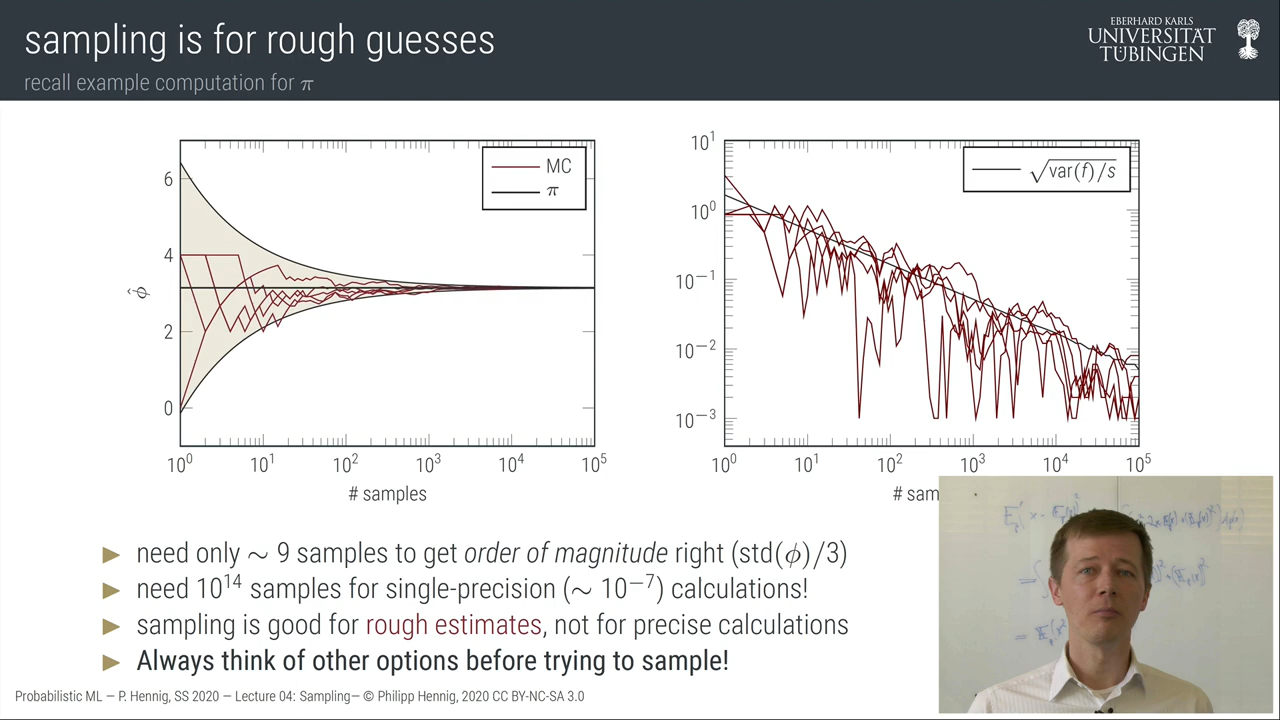 sampling is for rough guesses
recall example computation for π
EBERHARD KARLS
UNIVERSITÄT
TÜBINGEN
6
4
2
0
ϕ̂
MC
π
10⁰ 10¹ 10² 10³ 10⁴ 10⁵
# samples
10¹
10⁰
10⁻¹
10⁻²
10⁻³
√var(f)/s
10⁰ 10¹ 10² 10³ 10⁴ 10⁵
# sam
▶ need only ∼ 9 samples to get order of magnitude right (std(ϕ)/3)
▶ need 10¹⁴ samples for single-precision (∼ 10⁻⁷) calculations!
▶ sampling is good for rough estimates, not for precise calculations
▶ Always think of other options before trying to sample!
Probabilistic ML — P. Hennig, SS 2020 — Lecture 04: Sampling— © Philipp Hennig, 2020 CC BY-NC-SA 3.0